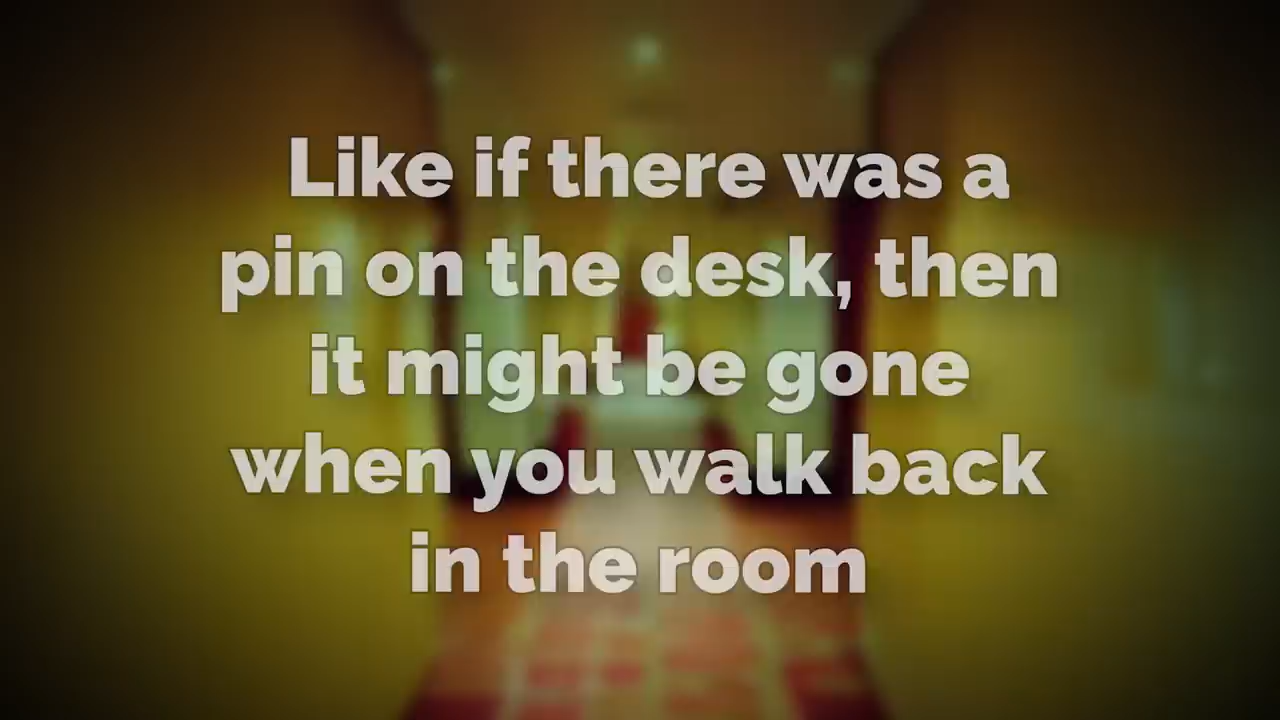 Like if there was a
pin on the desk, then
it might be gone
when you walk back
in the room